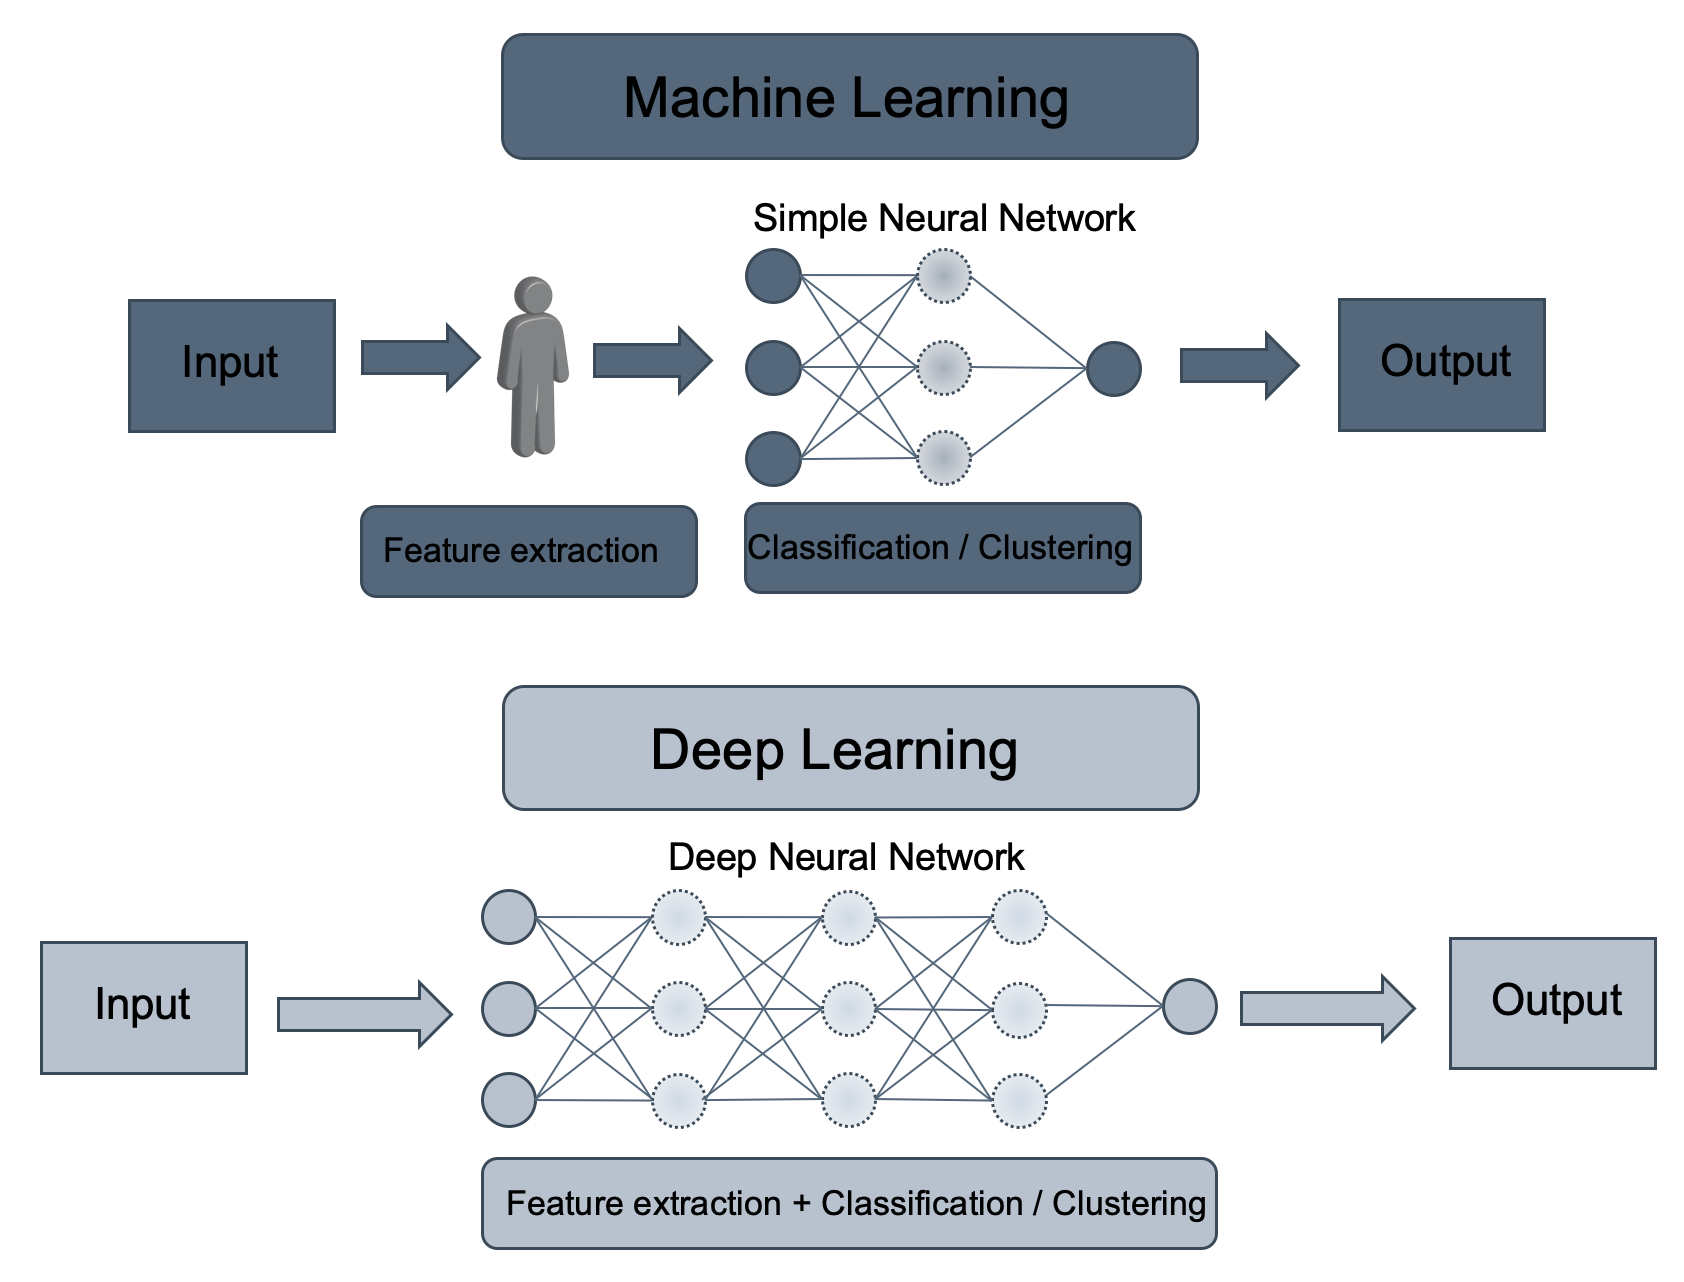 Machine Learning
Simple Neural Network
Input
Output
Feature extraction
Classification / Clustering
Deep Learning
Deep Neural Network
Input
Output
Feature extraction + Classification / Clustering